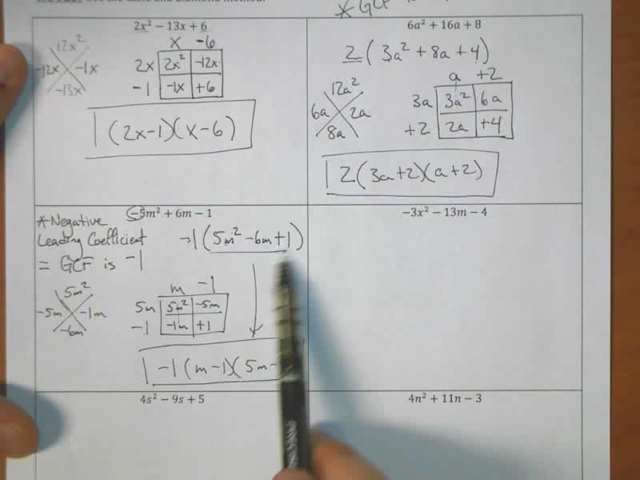 * GCF
2x² − 13x + 6
12x²
-12x -1x
-13x
x -6
2x 2x² -12x
-1 -1x +6
(2x-1)(x-6)
6a² + 16a + 8
2(3a² + 8a + 4)
12a²
6a 2a
8a
a +2
3a 3a² 6a
+2 2a +4
2(3a+2)(a+2)
−5m² + 6m − 1
*Negative
Leading Coefficient
= GCF is -1
-1(5m² -6m+1)
5m²
-5m -1m
-6m
m -1
5m 5m² -5m
-1 -1m +1
-1(m-1)(5m-
−3x² − 13m − 4
4s² − 9s + 5
4n² + 11n − 3